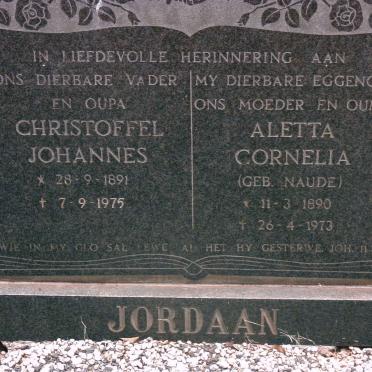 IN LIEFDEVOLLE HERINNERING AAN
ONS DIERBARE VADER
EN OUPA
CHRISTOFFEL
JOHANNES
* 28-9-1891
† 7-9-1975
MY DIERBARE EGGENO
ONS MOEDER EN OUM
ALETTA
CORNELIA
(GEB. NAUDE)
* 11-3-1890
† 26-4-1973
WIE IN MY GLO SAL LEWE AL HET HY GESTERWE. JOH. 11
JORDAAN